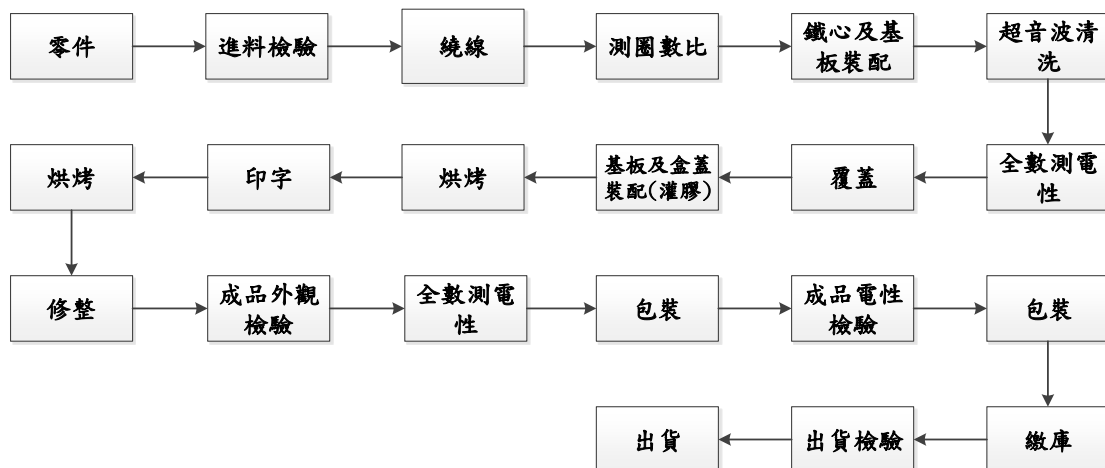 零件
進料檢驗
繞線
測圈數比
鐵心及基
板裝配
超音波清
洗
全數測電
性
覆蓋
基板及盒蓋
裝配(灌膠)
烘烤
印字
烘烤
修整
成品外觀
檢驗
全數測電
性
包裝
成品電性
檢驗
包裝
繳庫
出貨檢驗
出貨